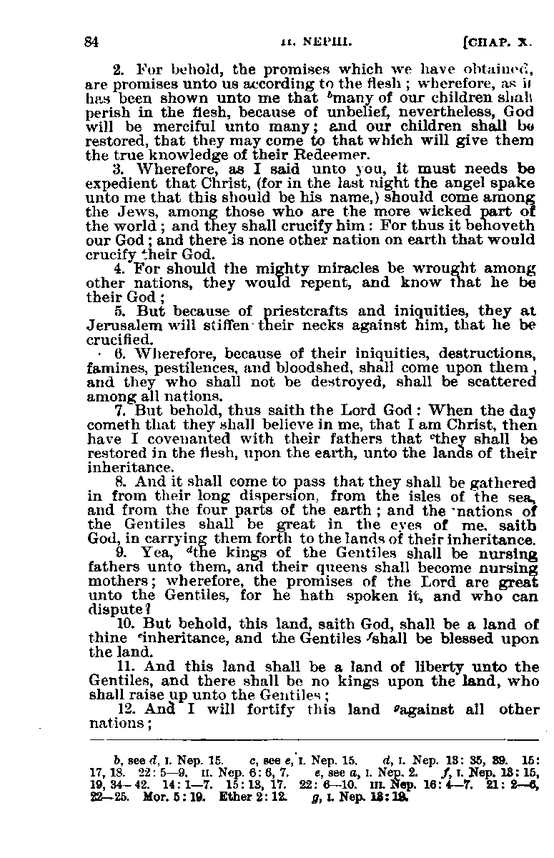 84 II. NEPHI. [CHAP. X.
2. For behold, the promises which we have obtained,
are promises unto us according to the flesh ; wherefore, as it
has been shown unto me that bmany of our children shall
perish in the flesh, because of unbelief, nevertheless, God
will be merciful unto many; and our children shall be
restored, that they may come to that which will give them
the true knowledge of their Redeemer.
3. Wherefore, as I said unto you, it must needs be
expedient that Christ, (for in the last night the angel spake
unto me that this should be his name,) should come among
the Jews, among those who are the more wicked part of
the world ; and they shall crucify him : For thus it behoveth
our God ; and there is none other nation on earth that would
crucify their God.
4. For should the mighty miracles be wrought among
other nations, they would repent, and know that he be
their God ;
5. But because of priestcrafts and iniquities, they at
Jerusalem will stiffen their necks against him, that he be
crucified.
6. Wherefore, because of their iniquities, destructions,
famines, pestilences, and bloodshed, shall come upon them ,
and they who shall not be destroyed, shall be scattered
among all nations.
7. But behold, thus saith the Lord God : When the day
cometh that they shall believe in me, that I am Christ, then
have I covenanted with their fathers that cthey shall be
restored in the flesh, upon the earth, unto the lands of their
inheritance.
8. And it shall come to pass that they shall be gathered
in from their long dispersion, from the isles of the sea,
and from the four parts of the earth ; and the nations of
the Gentiles shall be great in the eyes of me, saith
God, in carrying them forth to the lands of their inheritance.
9. Yea, dthe kings of the Gentiles shall be nursing
fathers unto them, and their queens shall become nursing
mothers ; wherefore, the promises of the Lord are great
unto the Gentiles, for he hath spoken it, and who can
dispute?
10. But behold, this land, saith God, shall be a land of
thine einheritance, and the Gentiles fshall be blessed upon
the land.
11. And this land shall be a land of liberty unto the
Gentiles, and there shall be no kings upon the land, who
shall raise up unto the Gentiles ;
12. And I will fortify this land gagainst all other
nations ;
b, see d, I. Nep. 15. c, see e, I. Nep. 15. d, I. Nep. 13: 35, 39. 15:
17, 18. 22: 5—9. II. Nep. 6: 6, 7. e, see a, I. Nep. 2. f, I. Nep. 13: 15,
19, 34—42. 14: 1—7. 15: 13, 17. 22: 6—10. III. Nep. 16: 4—7. 21: 2—6,
22—25. Mor. 5: 19. Ether 2: 12. g, I. Nep. 13: 19.